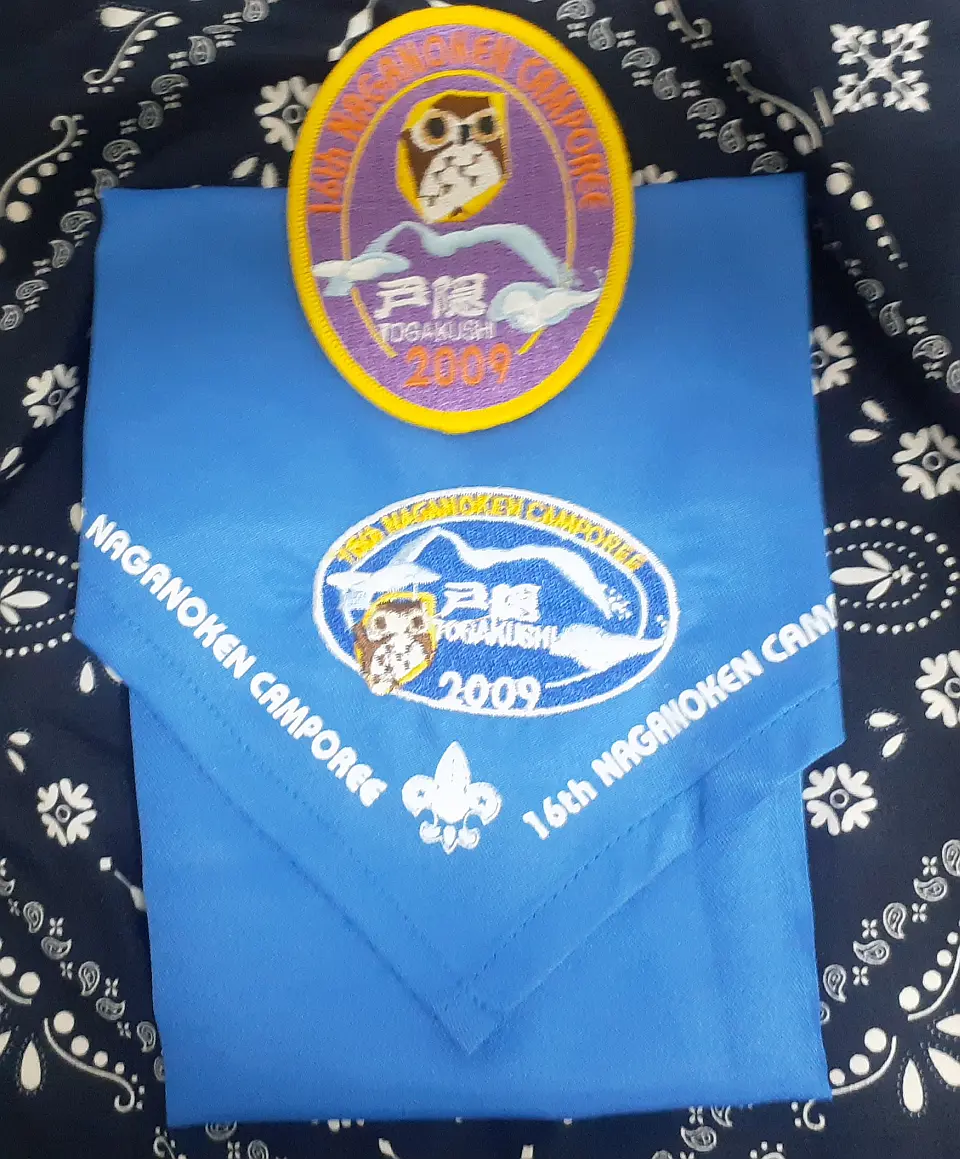 16th NAGANOKEN CAMPOREE
戸隠
TOGAKUSHI
2009
16th NAGANOKEN CAMPOREE
戸隠
TOGAKUSHI
2009
NAGANOKEN CAMPOREE
16th NAGANOKEN CAM